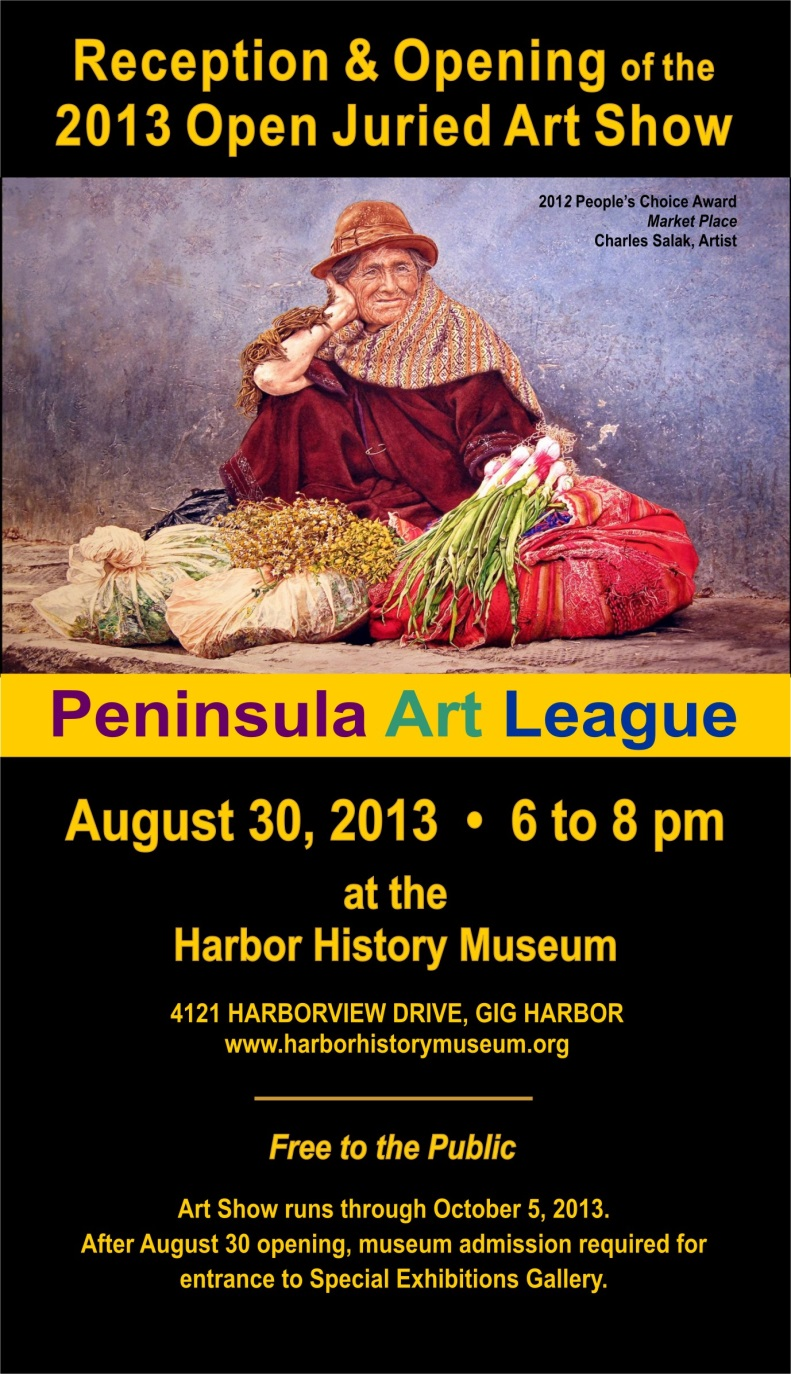 Reception & Opening of the
2013 Open Juried Art Show
2012 People's Choice Award
Market Place
Charles Salak, Artist
Peninsula Art League
August 30, 2013 • 6 to 8 pm
at the
Harbor History Museum
4121 HARBORVIEW DRIVE, GIG HARBOR
www.harborhistorymuseum.org
Free to the Public
Art Show runs through October 5, 2013.
After August 30 opening, museum admission required for
entrance to Special Exhibitions Gallery.